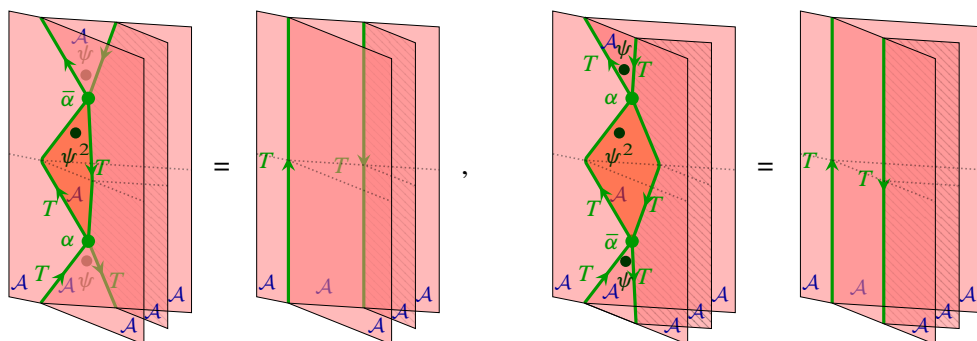 𝒜 𝒜
ψ ψ
T T
ᾱ α
ψ² ψ²
T = T T , = T
𝒜 𝒜
T T
α ᾱ
T ψ T ψ T
𝒜 𝒜 𝒜 𝒜
𝒜 𝒜
𝒜 𝒜 𝒜 𝒜
𝒜 𝒜 𝒜 𝒜